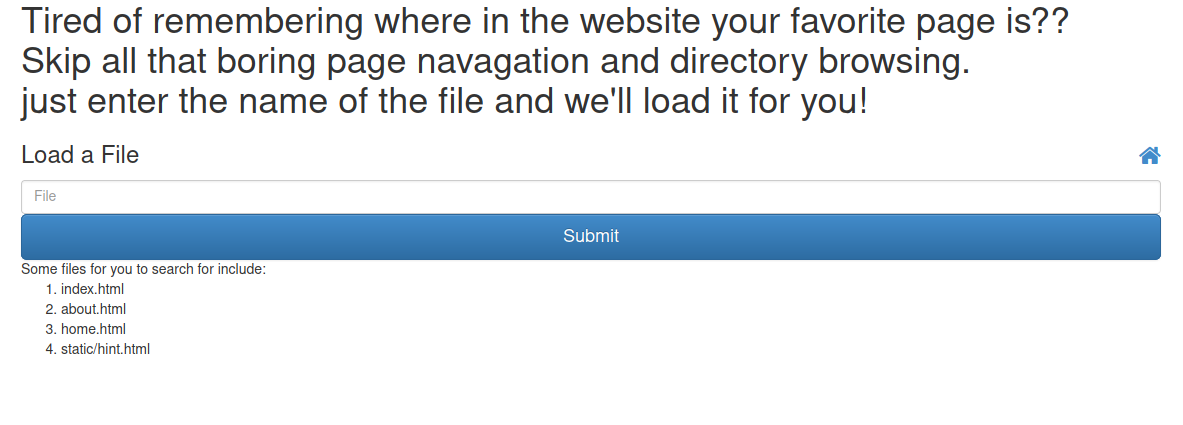 Tired of remembering where in the website your favorite page is??
Skip all that boring page navagation and directory browsing.
just enter the name of the file and we'll load it for you!
Load a File
File
Submit
Some files for you to search for include:
1. index.html
2. about.html
3. home.html
4. static/hint.html